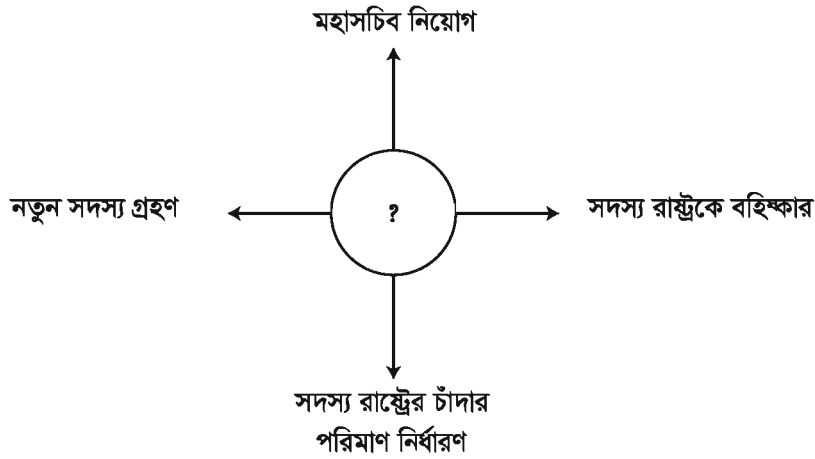 মহাসচিব নিয়োগ
নতুন সদস্য গ্রহণ
?
সদস্য রাষ্ট্রকে বহিষ্কার
সদস্য রাষ্ট্রের চাঁদার
পরিমাণ নির্ধারণ